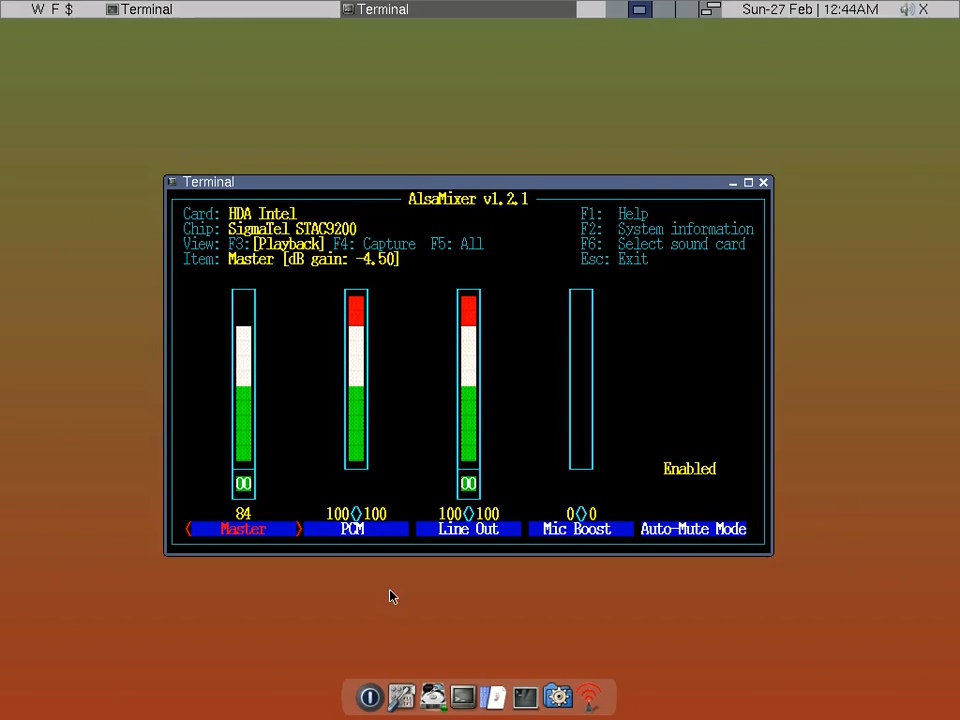 W F $ Terminal Terminal Sun-27 Feb | 12:44AM X
Terminal
AlsaMixer v1.2.1
Card: HDA Intel F1: Help
Chip: SigmaTel STAC9200 F2: System information
View: F3:[Playback] F4: Capture F5: All F6: Select sound card
Item: Master [dB gain: -4.50] Esc: Exit
Enabled
OO OO
84 100<>100 100<>100 0<>0
< Master > PCM Line Out Mic Boost Auto-Mute Mode